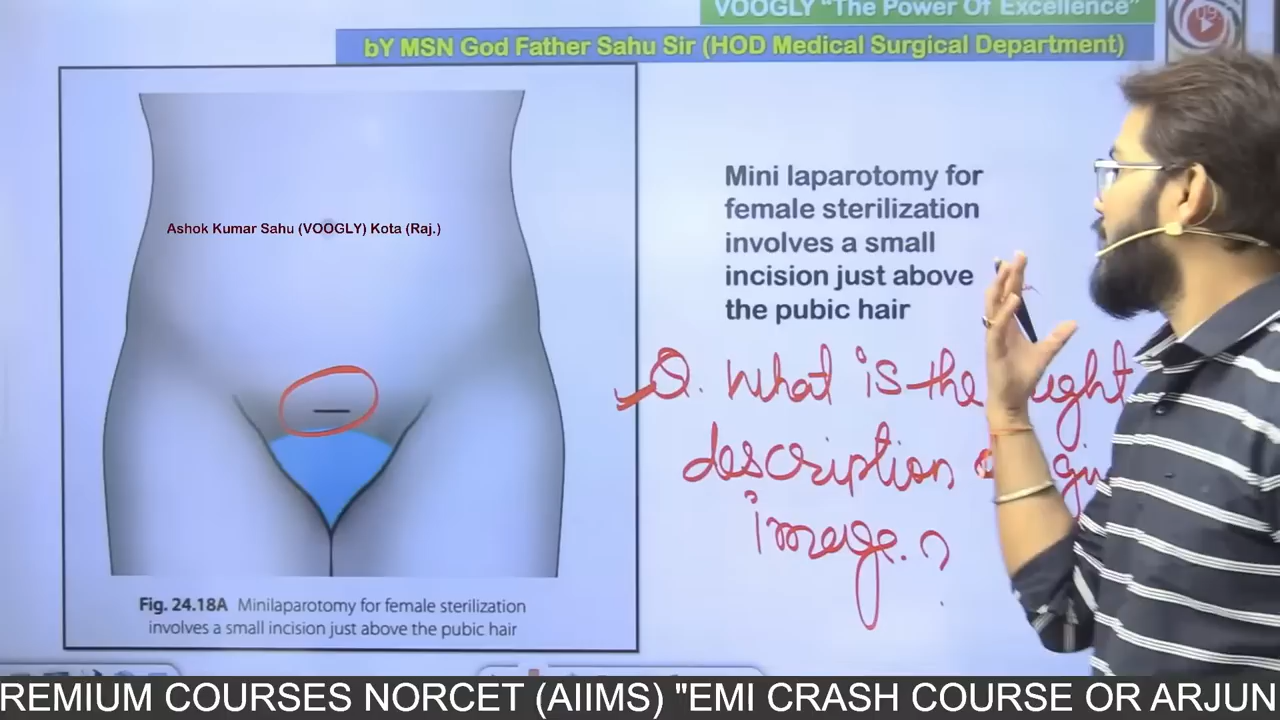 VOOGLY "The Power Of Excellence"
bY MSN God Father Sahu Sir (HOD Medical Surgical Department)
Ashok Kumar Sahu (VOOGLY) Kota (Raj.)
Mini laparotomy for
female sterilization
involves a small
incision just above
the pubic hair
Q. What is the
description
image. ?
Fig. 24.18A Minilaparotomy for female sterilization
involves a small incision just above the pubic hair
REMIUM COURSES NORCET (AIIMS) "EMI CRASH COURSE OR ARJUN